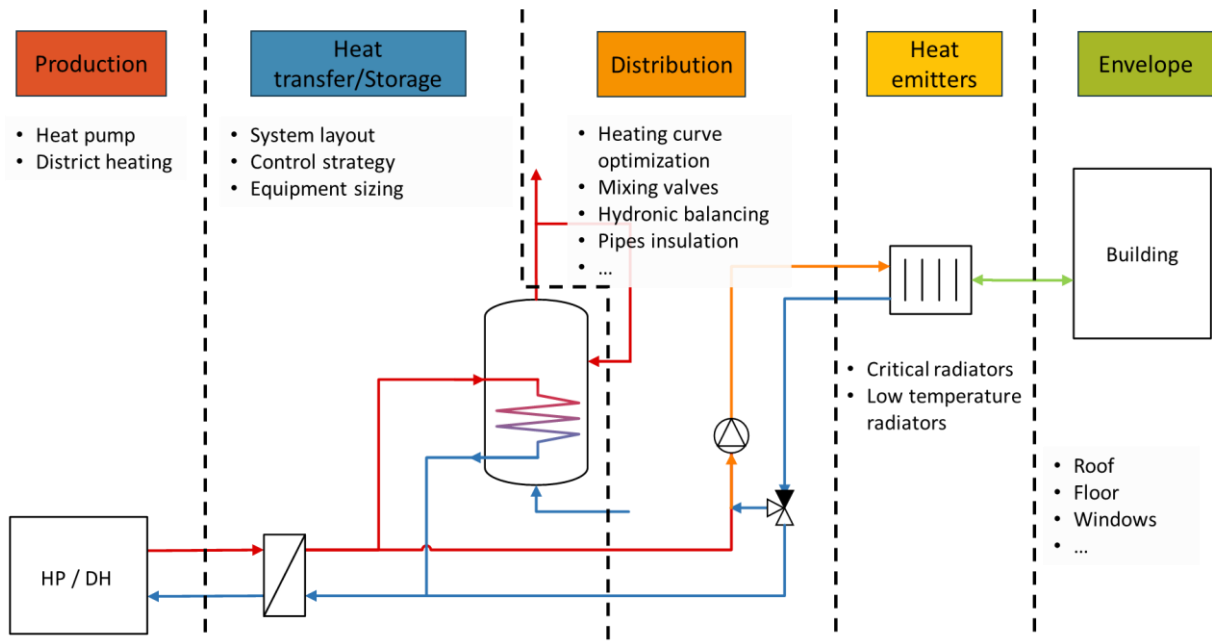 Production
Heat
transfer/Storage
Distribution
Heat
emitters
Envelope
• Heat pump
• District heating
• System layout
• Control strategy
• Equipment sizing
• Heating curve
optimization
• Mixing valves
• Hydronic balancing
• Pipes insulation
• ...
Building
• Critical radiators
• Low temperature
radiators
• Roof
• Floor
• Windows
• ...
HP / DH